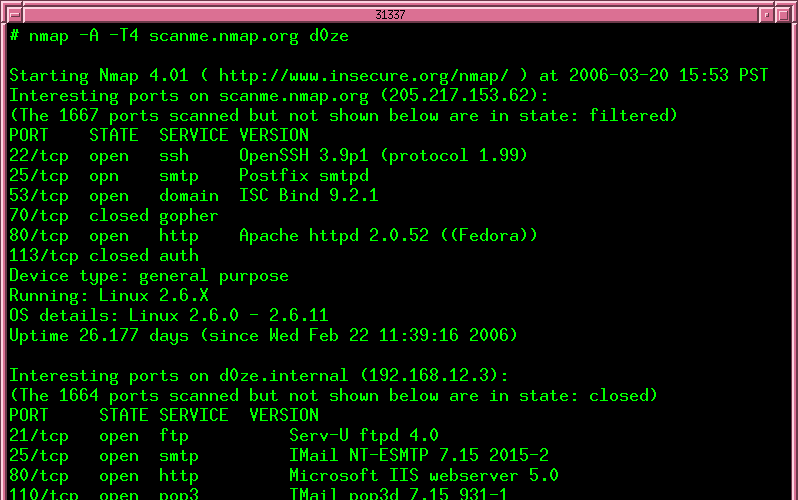 31337
# nmap -A -T4 scanme.nmap.org d0ze
Starting Nmap 4.01 ( http://www.insecure.org/nmap/ ) at 2006-03-20 15:53 PST
Interesting ports on scanme.nmap.org (205.217.153.62):
(The 1667 ports scanned but not shown below are in state: filtered)
PORT    STATE  SERVICE VERSION
22/tcp  open   ssh     OpenSSH 3.9p1 (protocol 1.99)
25/tcp  opn    smtp    Postfix smtpd
53/tcp  open   domain  ISC Bind 9.2.1
70/tcp  closed gopher
80/tcp  open   http    Apache httpd 2.0.52 ((Fedora))
113/tcp closed auth
Device type: general purpose
Running: Linux 2.6.X
OS details: Linux 2.6.0 - 2.6.11
Uptime 26.177 days (since Wed Feb 22 11:39:16 2006)
Interesting ports on d0ze.internal (192.168.12.3):
(The 1664 ports scanned but not shown below are in state: closed)
PORT     STATE SERVICE  VERSION
21/tcp   open  ftp          Serv-U ftpd 4.0
25/tcp   open  smtp         IMail NT-ESMTP 7.15 2015-2
80/tcp   open  http         Microsoft IIS webserver 5.0
110/tcp  open  pop3         IMail pop3d 7.15 931-1